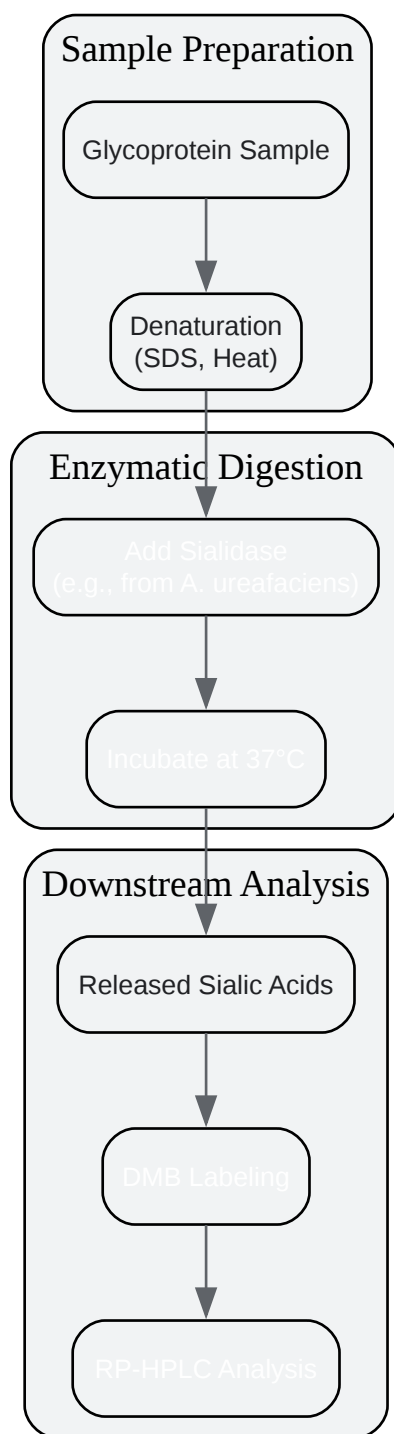 Sample Preparation
Glycoprotein Sample
Denaturation
(SDS, Heat)
Enzymatic Digestion
Add Sialidase
(e.g., from A. ureafaciens)
Incubate at 37°C
Downstream Analysis
Released Sialic Acids
DMB Labeling
RP-HPLC Analysis